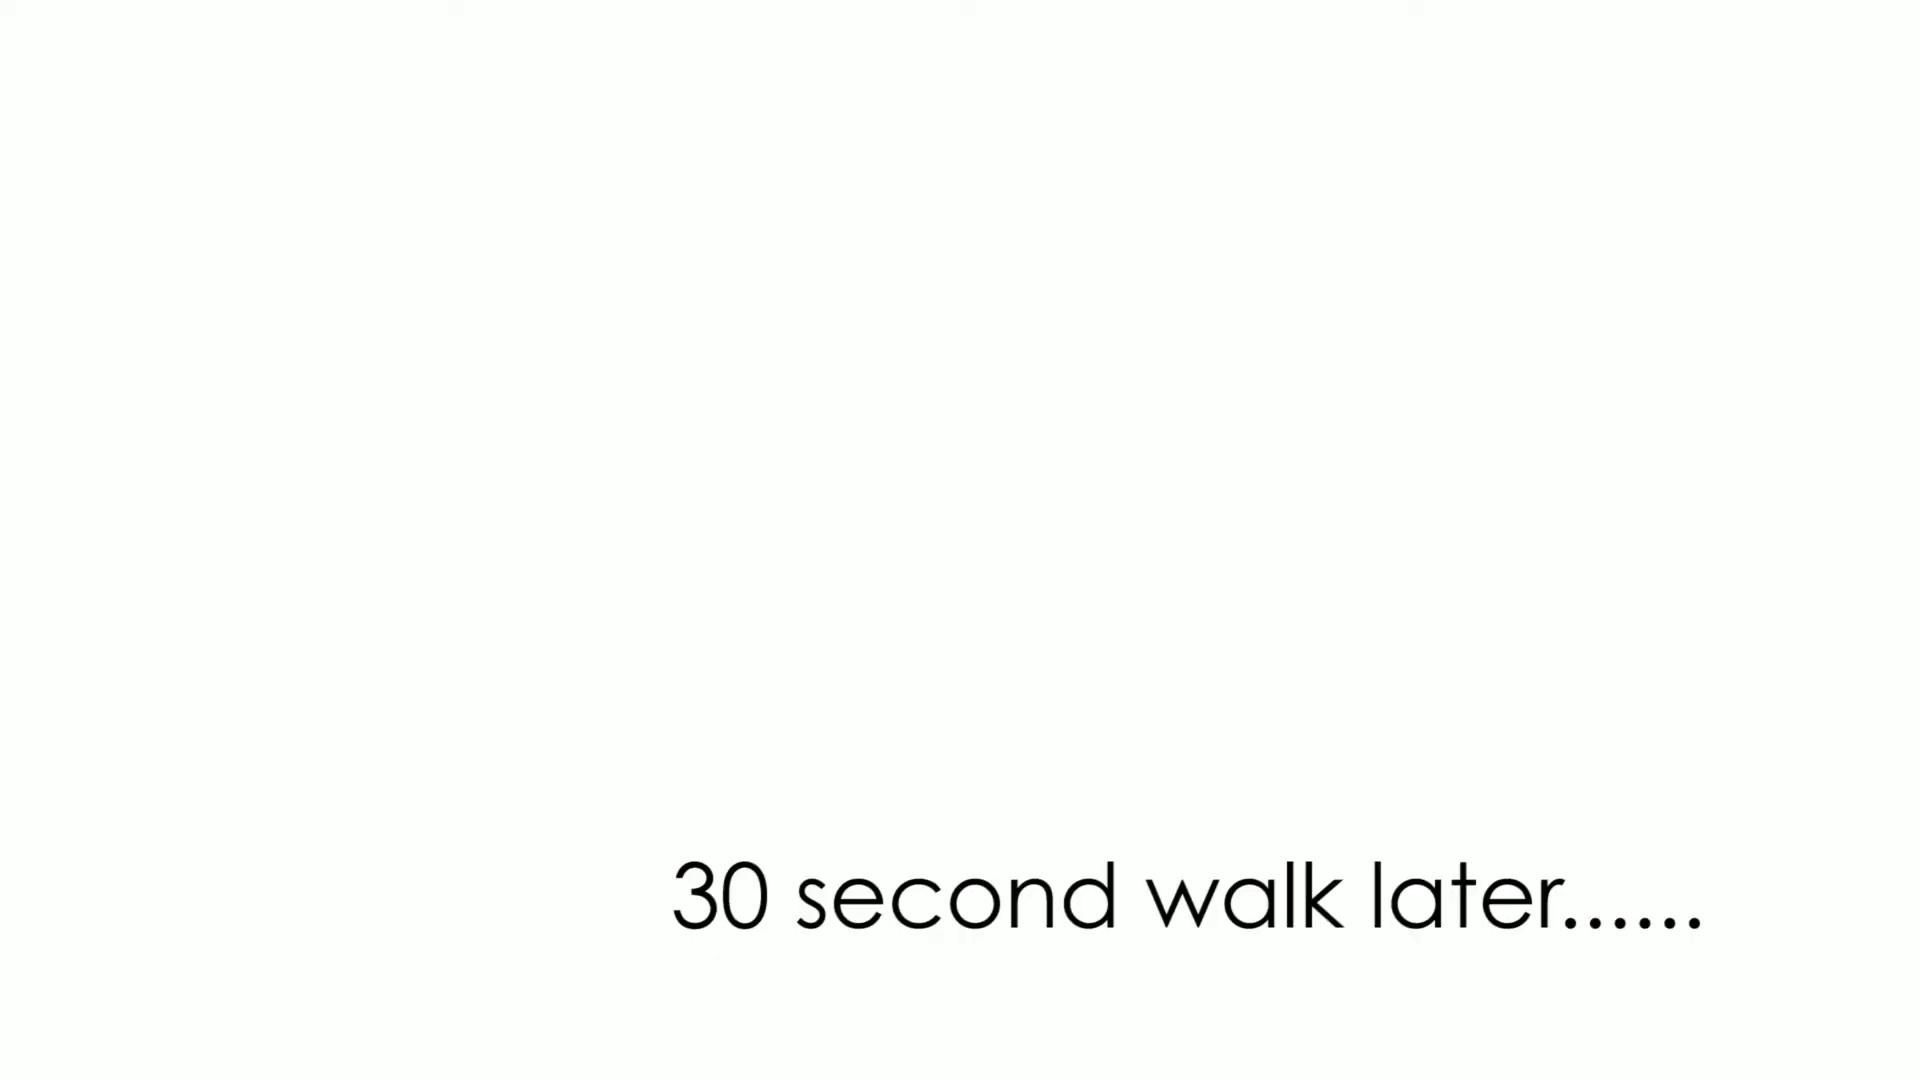 30 second walk later......